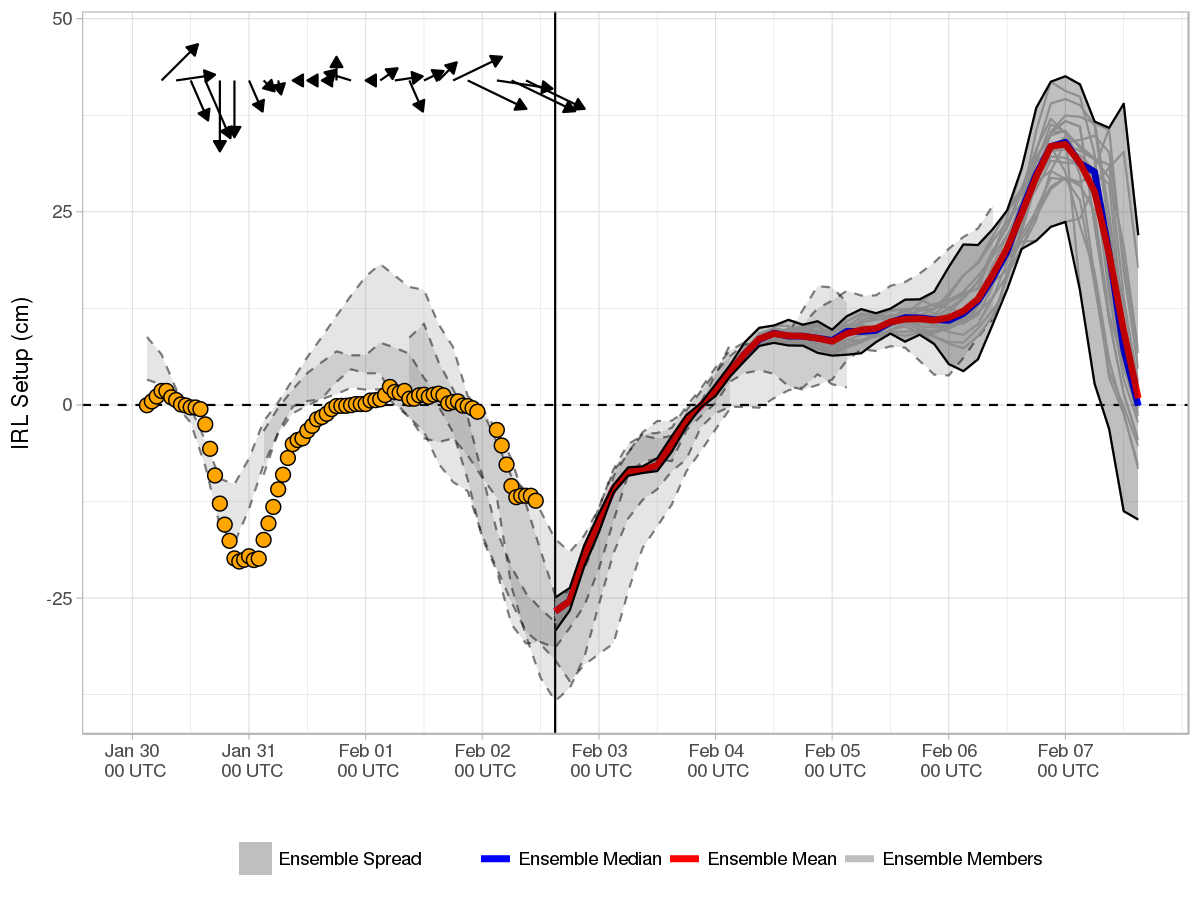 50
25
0
-25
IRL Setup (cm)
Jan 30 Jan 31 Feb 01 Feb 02 Feb 03 Feb 04 Feb 05 Feb 06 Feb 07
00 UTC 00 UTC 00 UTC 00 UTC 00 UTC 00 UTC 00 UTC 00 UTC 00 UTC
Ensemble Spread Ensemble Median Ensemble Mean Ensemble Members